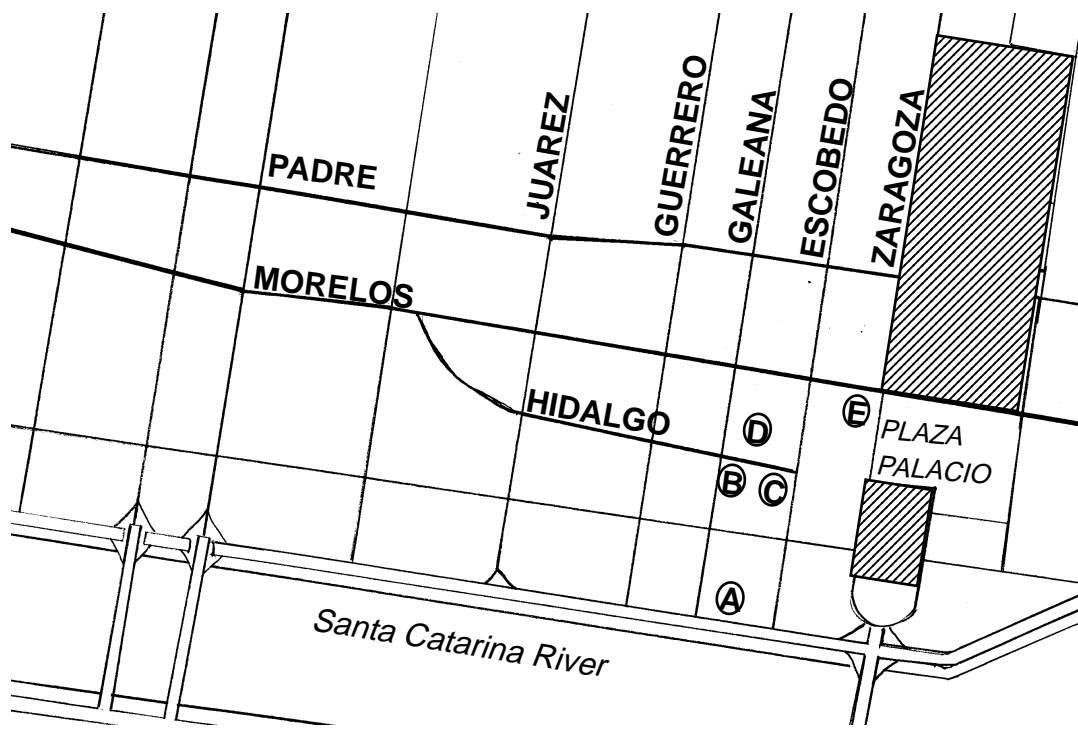 PADRE
JUAREZ
GUERRERO
GALEANA
ESCOBEDO
ZARAGOZA
MORELOS
HIDALGO
D
E
PLAZA
PALACIO
B
C
A
Santa Catarina River